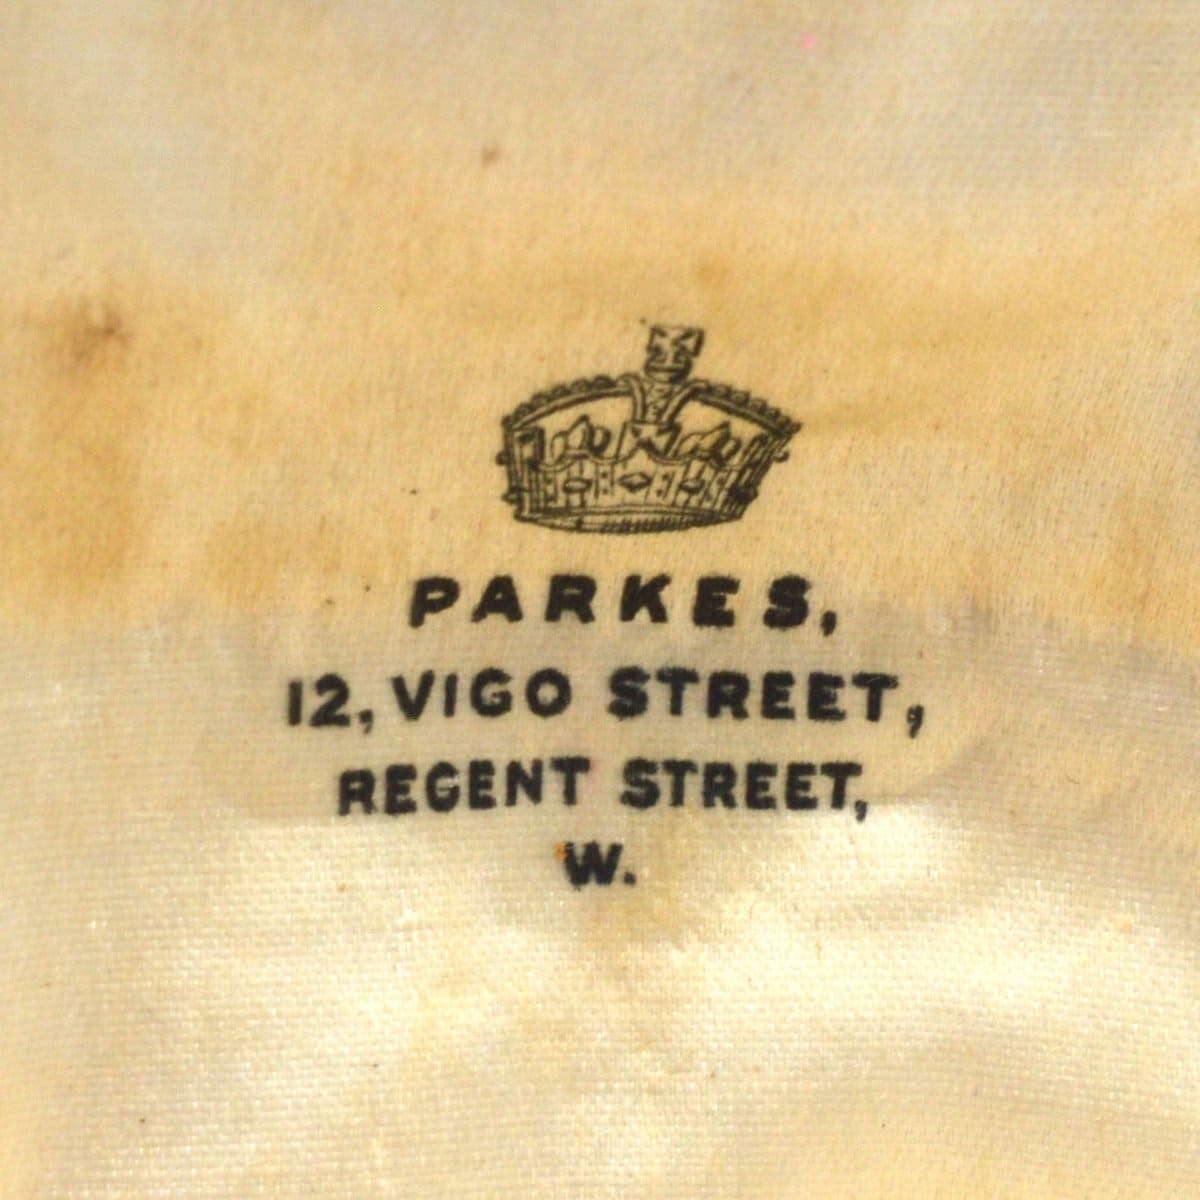 PARKES,
12, VIGO STREET,
REGENT STREET,
W.